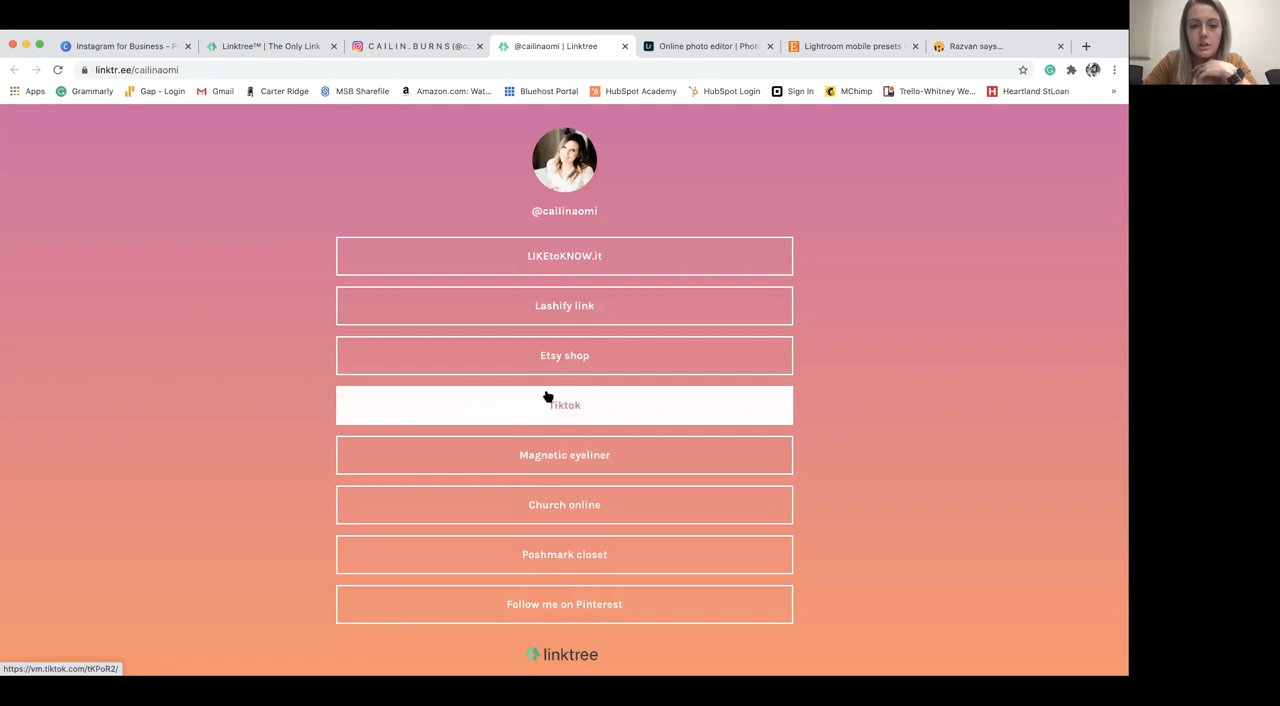 Instagram for Business - P
Linktree™ | The Only Link
C A I L I N . B U R N S (@c
@cailinaomi | Linktree
Online photo editor | Phot
Lightroom mobile presets
Razvan says...
linktr.ee/cailinaomi
Apps
Grammarly
Gap - Login
Gmail
Carter Ridge
MSB Sharefile
Amazon.com: Wat...
Bluehost Portal
HubSpot Academy
HubSpot Login
Sign In
MChimp
Trello-Whitney We...
Heartland StLoan
»
@cailinaomi
LIKEtoKNOW.it
Lashify link
Etsy shop
Tiktok
Magnetic eyeliner
Church online
Poshmark closet
Follow me on Pinterest
linktree
https://vm.tiktok.com/tKPoR2/